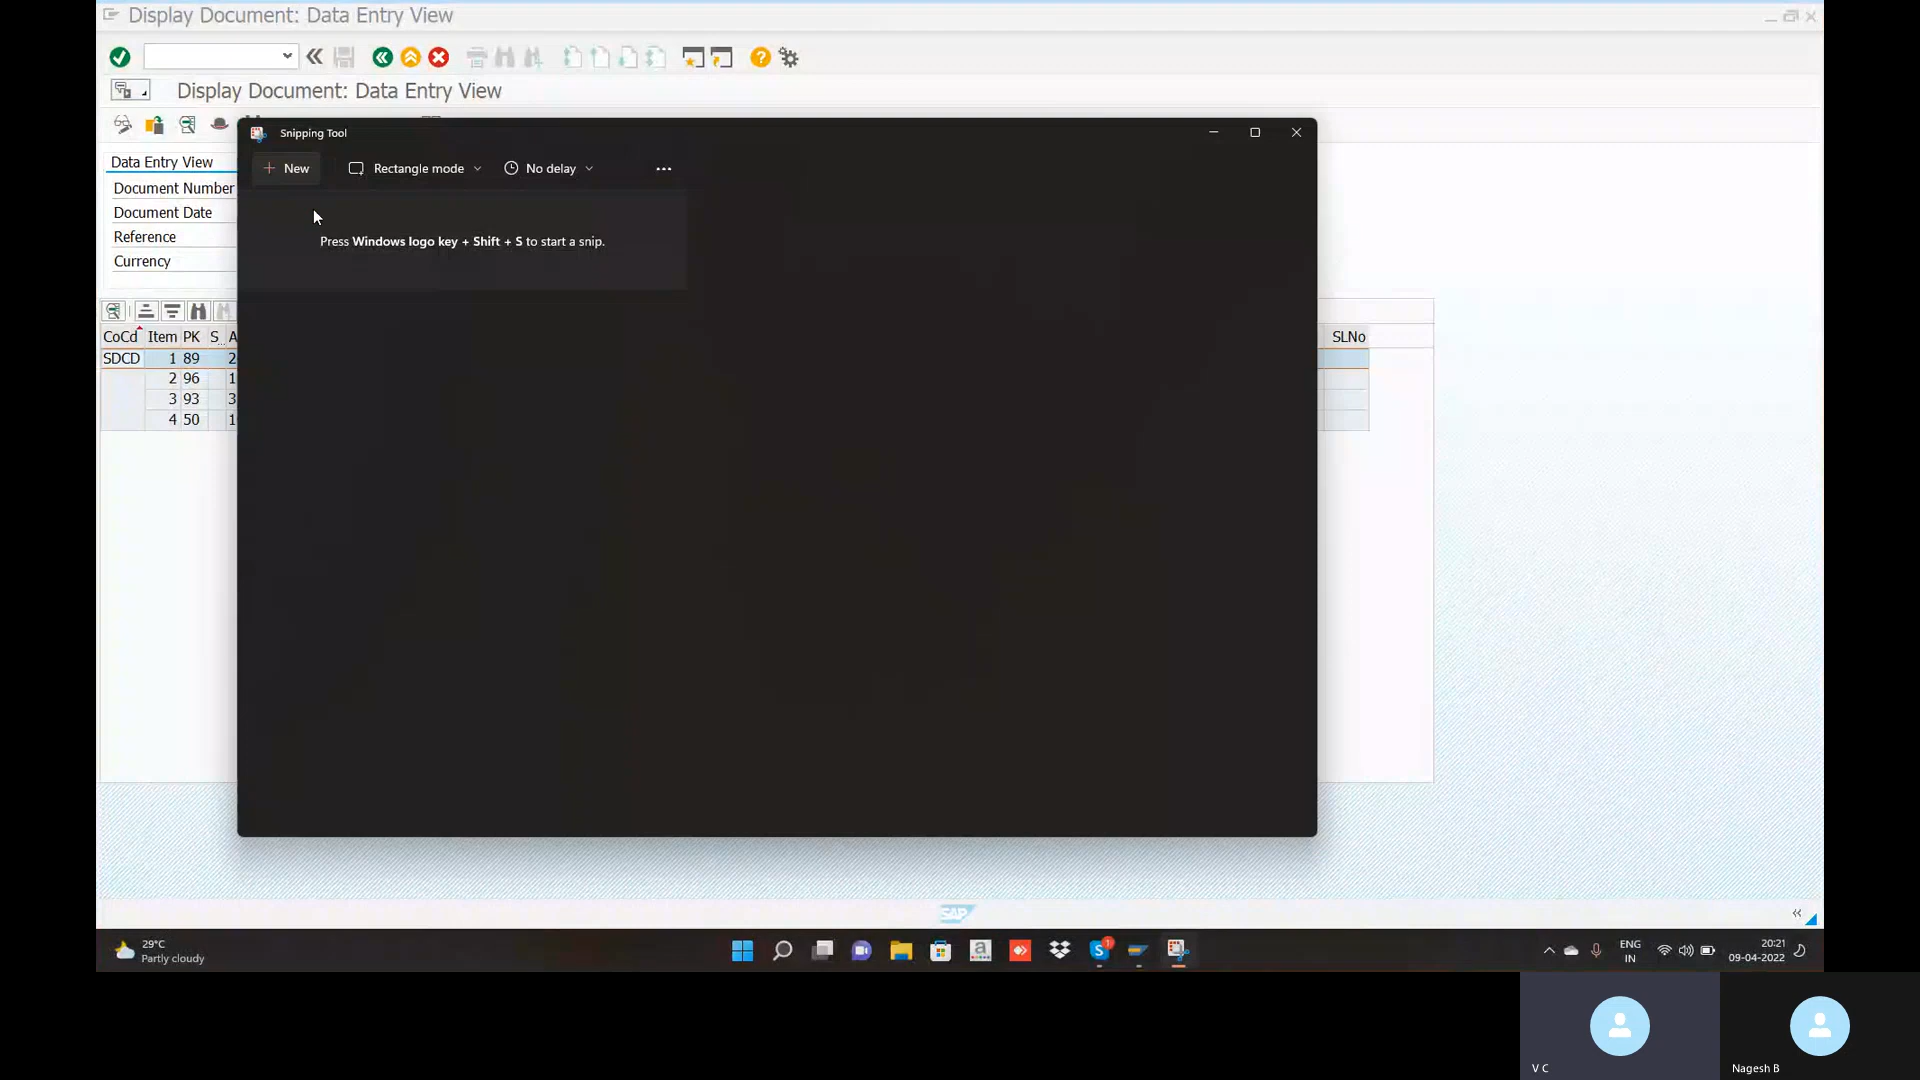 Display Document: Data Entry View
Display Document: Data Entry View
Snipping Tool
New Rectangle mode No delay
Press Windows logo key + Shift + S to start a snip.
Data Entry View
Document Number
Document Date
Reference
Currency
CoCd Item PK S.. A SLNo
SDCD 1 89 2
2 96 1
3 93 3
4 50 1
SAP
29°C
Partly cloudy
1
ENG
IN
20:21
09-04-2022
V C
Nagesh B